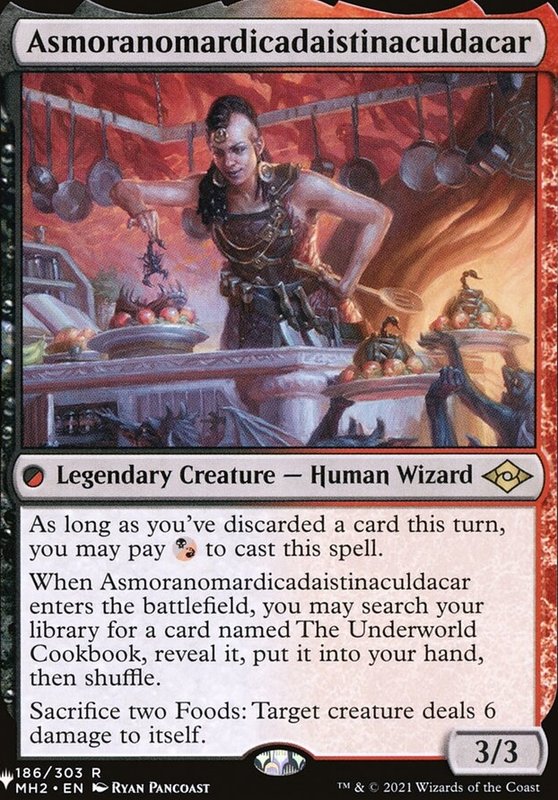 Asmoranomardicadaistinaculdacar
Legendary Creature — Human Wizard
As long as you've discarded a card this turn,
you may pay to cast this spell.
When Asmoranomardicadaistinaculdacar
enters the battlefield, you may search your
library for a card named The Underworld
Cookbook, reveal it, put it into your hand,
then shuffle.
Sacrifice two Foods: Target creature deals 6
damage to itself.
3/3
186/303 R
MH2 • EN RYAN PANCOAST
™ & © 2021 Wizards of the Coast